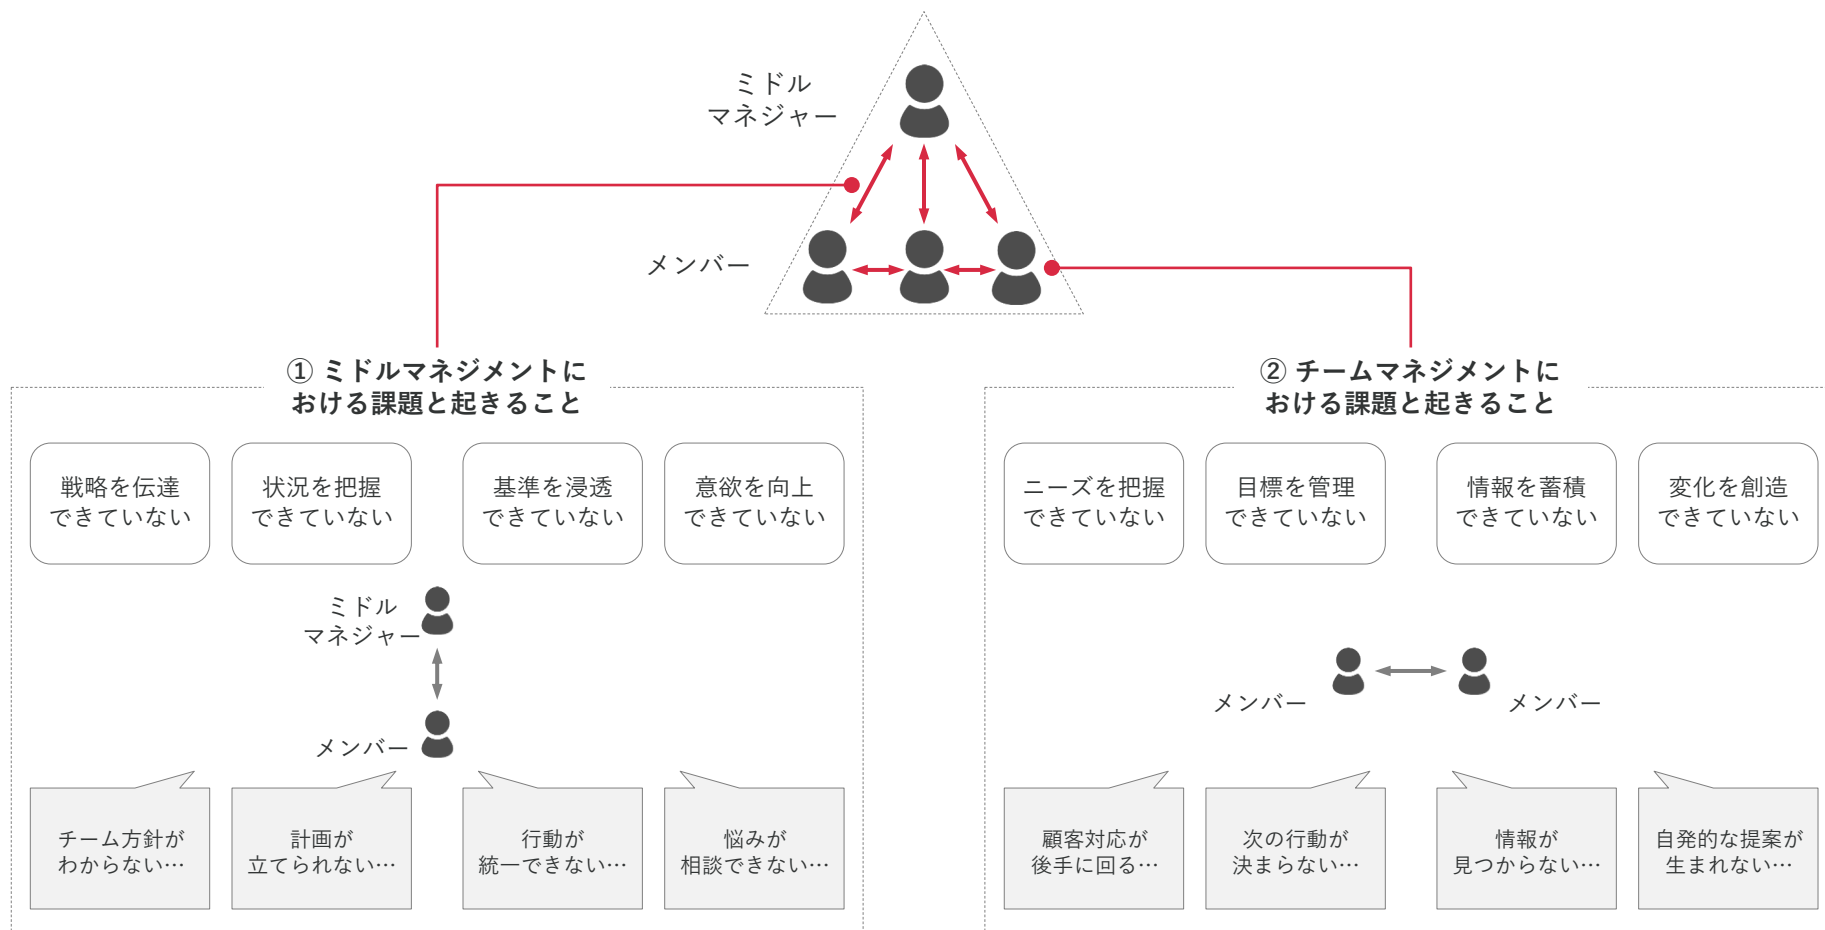 ミドル
マネジャー
メンバー
① ミドルマネジメントに
おける課題と起きること
戦略を伝達
できていない
状況を把握
できていない
基準を浸透
できていない
意欲を向上
できていない
ミドル
マネジャー
メンバー
チーム方針が
わからない…
計画が
立てられない…
行動が
統一できない…
悩みが
相談できない…
② チームマネジメントに
おける課題と起きること
ニーズを把握
できていない
目標を管理
できていない
情報を蓄積
できていない
変化を創造
できていない
メンバー
メンバー
顧客対応が
後手に回る…
次の行動が
決まらない…
情報が
見つからない…
自発的な提案が
生まれない…